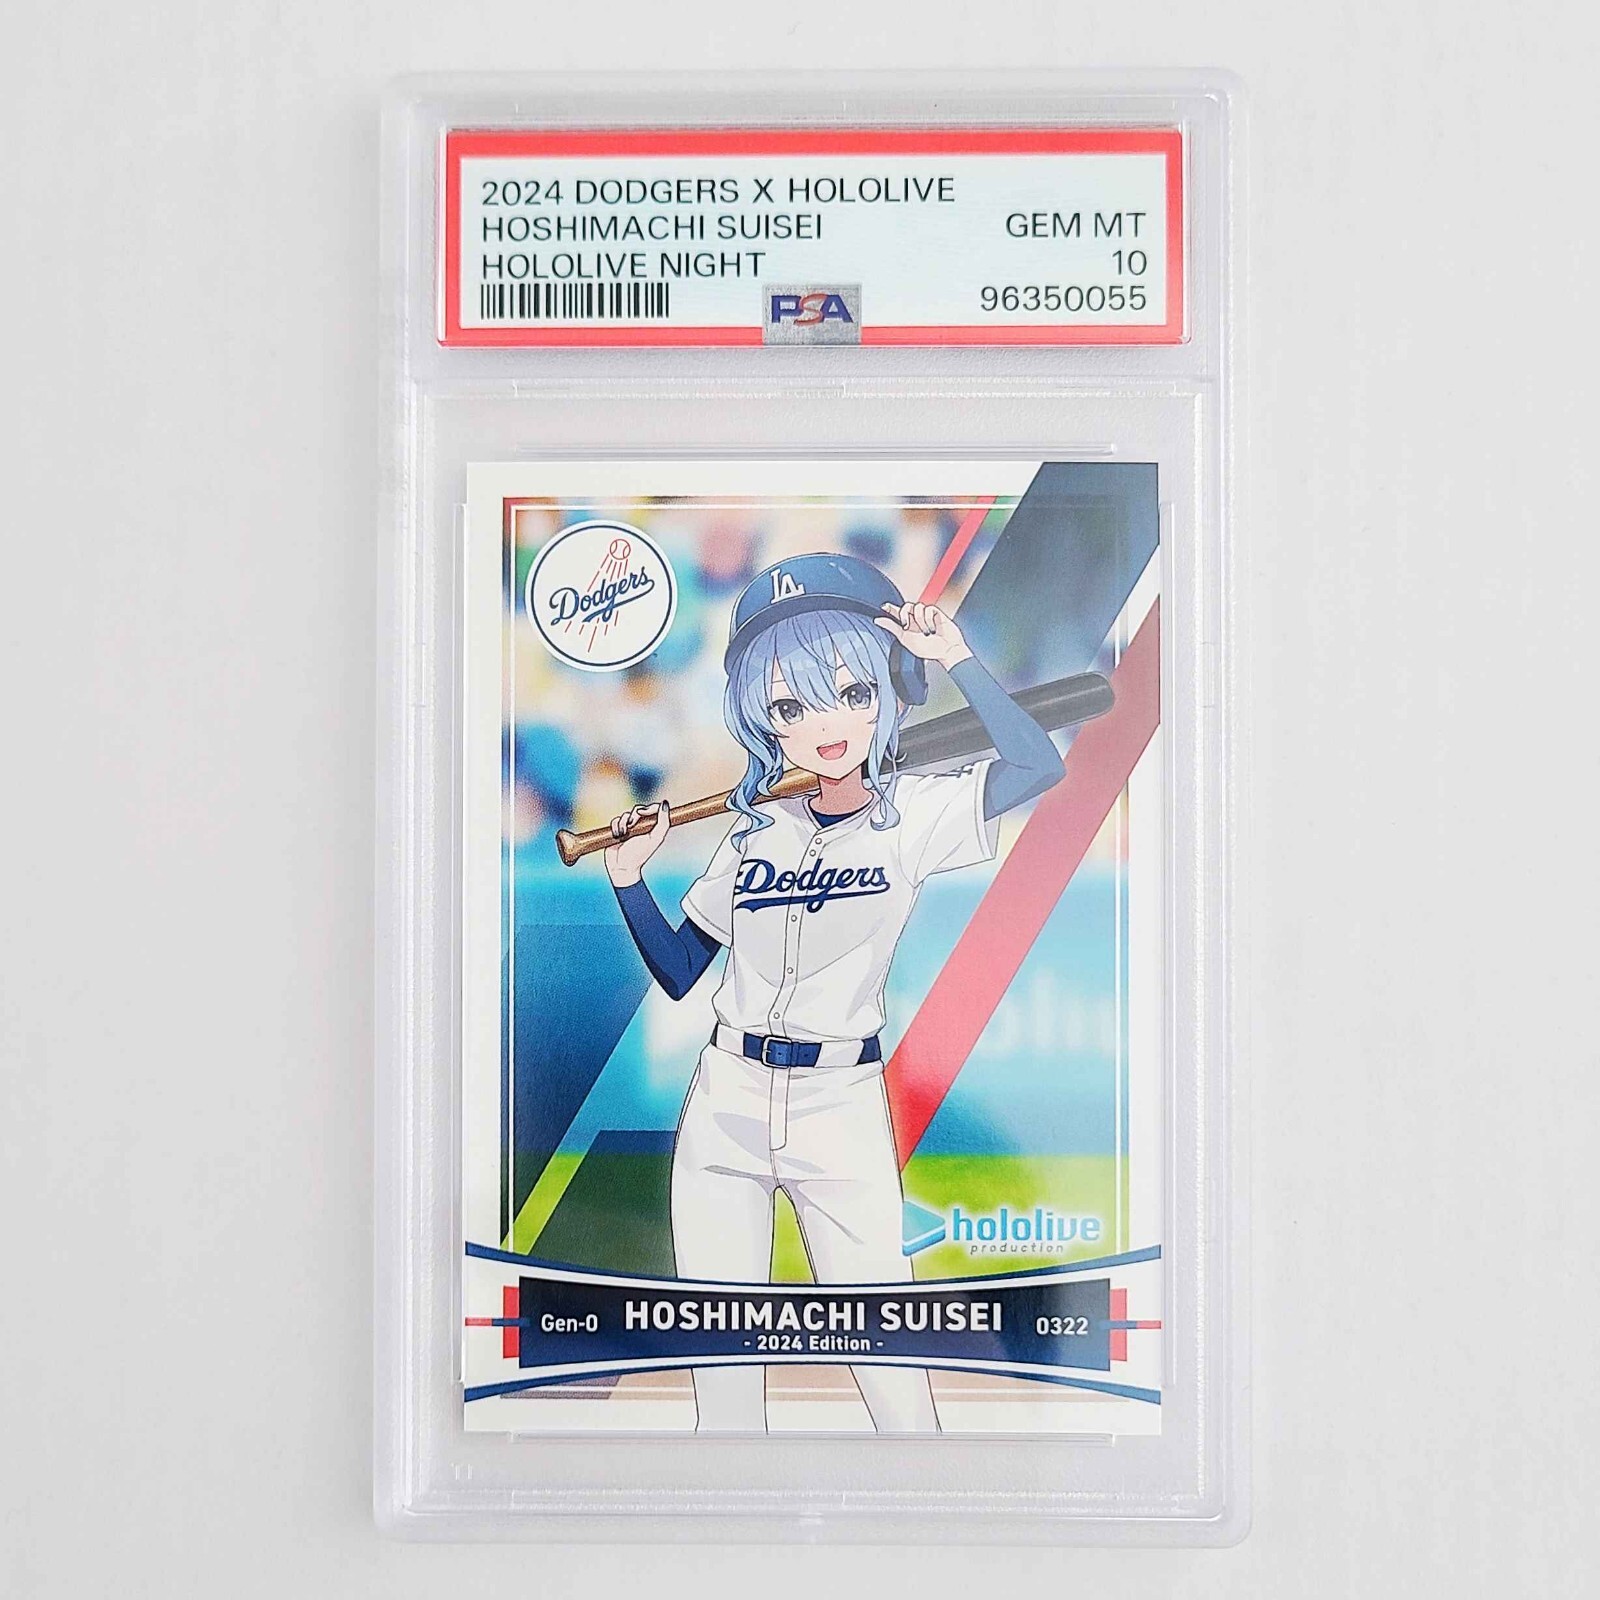 2024 DODGERS X HOLOLIVE
HOSHIMACHI SUISEI
HOLOLIVE NIGHT
GEM MT
10
96350055
PSA
Dodgers
LA
Dodgers
hololive
production
Gen-0 HOSHIMACHI SUISEI 0322
- 2024 Edition -